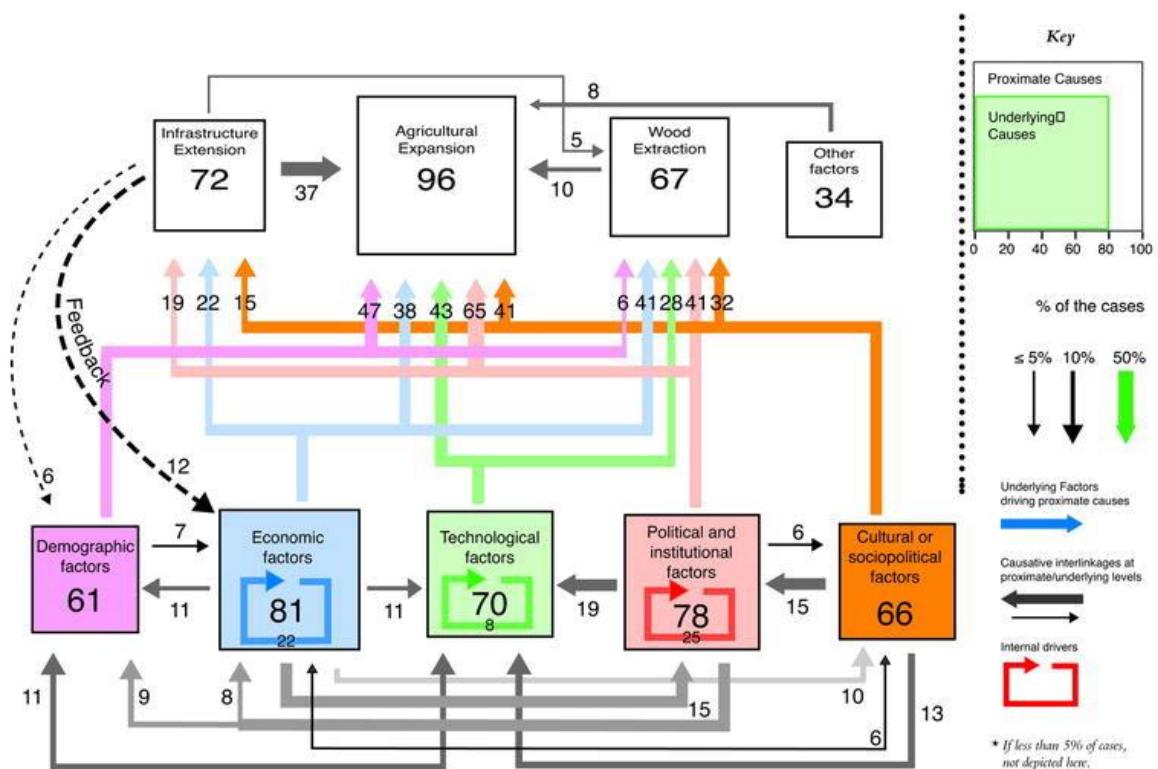 Key
Proximate Causes
Underlying
Causes
0 20 40 60 80 100
% of the cases
≤ 5% 10% 50%
Underlying Factors
driving proximate causes
Causative interlinkages at
proximate/underlying levels
Internal drivers
* If less than 5% of cases,
not depicted here.
Infrastructure
Extension
72
37
Agricultural
Expansion
96
5
10
8
Wood
Extraction
67
Other
factors
34
19 22 15
47 38 43 65 41
6 41 28 41 32
Feedback
6
12
Demographic
factors
61
7
11
Economic
factors
81
22
11
Technological
factors
70
8
19
Political and
institutional
factors
78
25
6
15
Cultural or
sociopolitical
factors
66
11
9
8
15
10
6
13